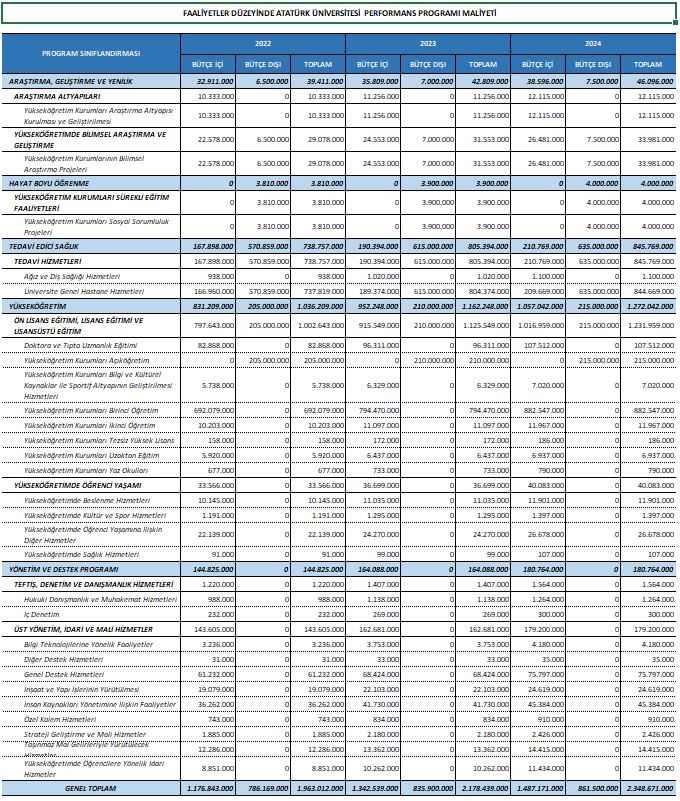 FAALİYETLER DÜZEYİNDE ATATÜRK ÜNİVERSİTESİ PERFORMANS PROGRAMI MALİYETİ
PROGRAM SINIFLANDIRMASI 2022 2023 2024
BÜTÇE İÇİ BÜTÇE DIŞI TOPLAM BÜTÇE İÇİ BÜTÇE DIŞI TOPLAM BÜTÇE İÇİ BÜTÇE DIŞI TOPLAM
ARAŞTIRMA, GELİŞTİRME VE YENİLİK 32.911.000 6.500.000 39.411.000 35.809.000 7.000.000 42.809.000 38.596.000 7.500.000 46.096.000
ARAŞTIRMA ALTYAPILARI 10.333.000 0 10.333.000 11.256.000 0 11.256.000 12.115.000 0 12.115.000
Yükseköğretim Kurumları Araştırma Altyapısı
Kurulması ve Geliştirilmesi 10.333.000 0 10.333.000 11.256.000 0 11.256.000 12.115.000 0 12.115.000
YÜKSEKÖĞRETİMDE BİLİMSEL ARAŞTIRMA VE
GELİŞTİRME 22.578.000 6.500.000 29.078.000 24.553.000 7.000.000 31.553.000 26.481.000 7.500.000 33.981.000
Yükseköğretim Kurumlarının Bilimsel
Araştırma Projeleri 22.578.000 6.500.000 29.078.000 24.553.000 7.000.000 31.553.000 26.481.000 7.500.000 33.981.000
HAYAT BOYU ÖĞRENME 0 3.810.000 3.810.000 0 3.900.000 3.900.000 0 4.000.000 4.000.000
YÜKSEKÖĞRETİM KURUMLARI SÜREKLİ EĞİTİM
FAALİYETLERİ 0 3.810.000 3.810.000 0 3.900.000 3.900.000 0 4.000.000 4.000.000
Yükseköğretim Kurumları Sosyal Sorumluluk
Projeleri 0 3.810.000 3.810.000 0 3.900.000 3.900.000 0 4.000.000 4.000.000
TEDAVİ EDİCİ SAĞLIK 167.898.000 570.859.000 738.757.000 190.394.000 615.000.000 805.394.000 210.769.000 635.000.000 845.769.000
TEDAVİ HİZMETLERİ 167.898.000 570.859.000 738.757.000 190.394.000 615.000.000 805.394.000 210.769.000 635.000.000 845.769.000
Ağız ve Diş Sağlığı Hizmetleri 938.000 0 938.000 1.020.000 0 1.020.000 1.100.000 0 1.100.000
Üniversite Genel Hastane Hizmetleri 166.960.000 570.859.000 737.819.000 189.374.000 615.000.000 804.374.000 209.669.000 635.000.000 844.669.000
YÜKSEKÖĞRETİM 831.209.000 205.000.000 1.036.209.000 952.248.000 210.000.000 1.162.248.000 1.057.042.000 215.000.000 1.272.042.000
ÖN LİSANS EĞİTİMİ, LİSANS EĞİTİMİ VE
LİSANSÜSTÜ EĞİTİM 797.643.000 205.000.000 1.002.643.000 915.549.000 210.000.000 1.125.549.000 1.016.959.000 215.000.000 1.231.959.000
Doktora ve Tıpta Uzmanlık Eğitimi 82.868.000 0 82.868.000 96.311.000 0 96.311.000 107.512.000 0 107.512.000
Yükseköğretim Kurumları Açıköğretim 0 205.000.000 205.000.000 0 210.000.000 210.000.000 0 215.000.000 215.000.000
Yükseköğretim Kurumları Bilgi ve Kültürel
Kaynaklar ile Sportif Altyapının Geliştirilmesi
Hizmetleri 5.738.000 0 5.738.000 6.329.000 0 6.329.000 7.020.000 0 7.020.000
Yükseköğretim Kurumları Birinci Öğretim 692.079.000 0 692.079.000 794.470.000 0 794.470.000 882.547.000 0 882.547.000
Yükseköğretim Kurumları İkinci Öğretim 10.203.000 0 10.203.000 11.097.000 0 11.097.000 11.967.000 0 11.967.000
Yükseköğretim Kurumları Tezsiz Yüksek Lisans 158.000 0 158.000 172.000 0 172.000 186.000 0 186.000
Yükseköğretim Kurumları Uzaktan Eğitim 5.920.000 0 5.920.000 6.437.000 0 6.437.000 6.937.000 0 6.937.000
Yükseköğretim Kurumları Yaz Okulları 677.000 0 677.000 733.000 0 733.000 790.000 0 790.000
YÜKSEKÖĞRETİMDE ÖĞRENCİ YAŞAMI 33.566.000 0 33.566.000 36.699.000 0 36.699.000 40.083.000 0 40.083.000
Yükseköğretimde Beslenme Hizmetleri 10.145.000 0 10.145.000 11.035.000 0 11.035.000 11.901.000 0 11.901.000
Yükseköğretimde Kültür ve Spor Hizmetleri 1.191.000 0 1.191.000 1.295.000 0 1.295.000 1.397.000 0 1.397.000
Yükseköğretimde Öğrenci Yaşamına İlişkin
Diğer Hizmetler 22.139.000 0 22.139.000 24.270.000 0 24.270.000 26.678.000 0 26.678.000
Yükseköğretimde Sağlık Hizmetleri 91.000 0 91.000 99.000 0 99.000 107.000 0 107.000
YÖNETİM VE DESTEK PROGRAMI 144.825.000 0 144.825.000 164.088.000 0 164.088.000 180.764.000 0 180.764.000
TEFTİŞ, DENETİM VE DANIŞMANLIK HİZMETLERİ 1.220.000 0 1.220.000 1.407.000 0 1.407.000 1.564.000 0 1.564.000
Hukuki Danışmanlık ve Muhakemat Hizmetleri 988.000 0 988.000 1.138.000 0 1.138.000 1.264.000 0 1.264.000
İç Denetim 232.000 0 232.000 269.000 0 269.000 300.000 0 300.000
ÜST YÖNETİM, İDARİ VE MALİ HİZMETLER 143.605.000 0 143.605.000 162.681.000 0 162.681.000 179.200.000 0 179.200.000
Bilgi Teknolojilerine Yönelik Faaliyetler 3.236.000 0 3.236.000 3.753.000 0 3.753.000 4.180.000 0 4.180.000
Diğer Destek Hizmetleri 31.000 0 31.000 33.000 0 33.000 35.000 0 35.000
Genel Destek Hizmetleri 61.232.000 0 61.232.000 68.424.000 0 68.424.000 75.797.000 0 75.797.000
İnşaat ve Yapı İşlerinin Yürütülmesi 19.079.000 0 19.079.000 22.103.000 0 22.103.000 24.619.000 0 24.619.000
İnsan Kaynakları Yönetimine İlişkin Faaliyetler 36.262.000 0 36.262.000 41.730.000 0 41.730.000 45.384.000 0 45.384.000
Özel Kalem Hizmetleri 743.000 0 743.000 834.000 0 834.000 910.000 0 910.000
Strateji Geliştirme ve Mali Hizmetler 1.885.000 0 1.885.000 2.180.000 0 2.180.000 2.426.000 0 2.426.000
Taşınmaz Mal Gelirleriyle Yürütülecek
Hizmetler 12.286.000 0 12.286.000 13.362.000 0 13.362.000 14.415.000 0 14.415.000
Yükseköğretimde Öğrencilere Yönelik İdari
Hizmetler 8.851.000 0 8.851.000 10.262.000 0 10.262.000 11.434.000 0 11.434.000
GENEL TOPLAM 1.176.843.000 786.169.000 1.963.012.000 1.342.539.000 835.900.000 2.178.439.000 1.487.171.000 861.500.000 2.348.671.000